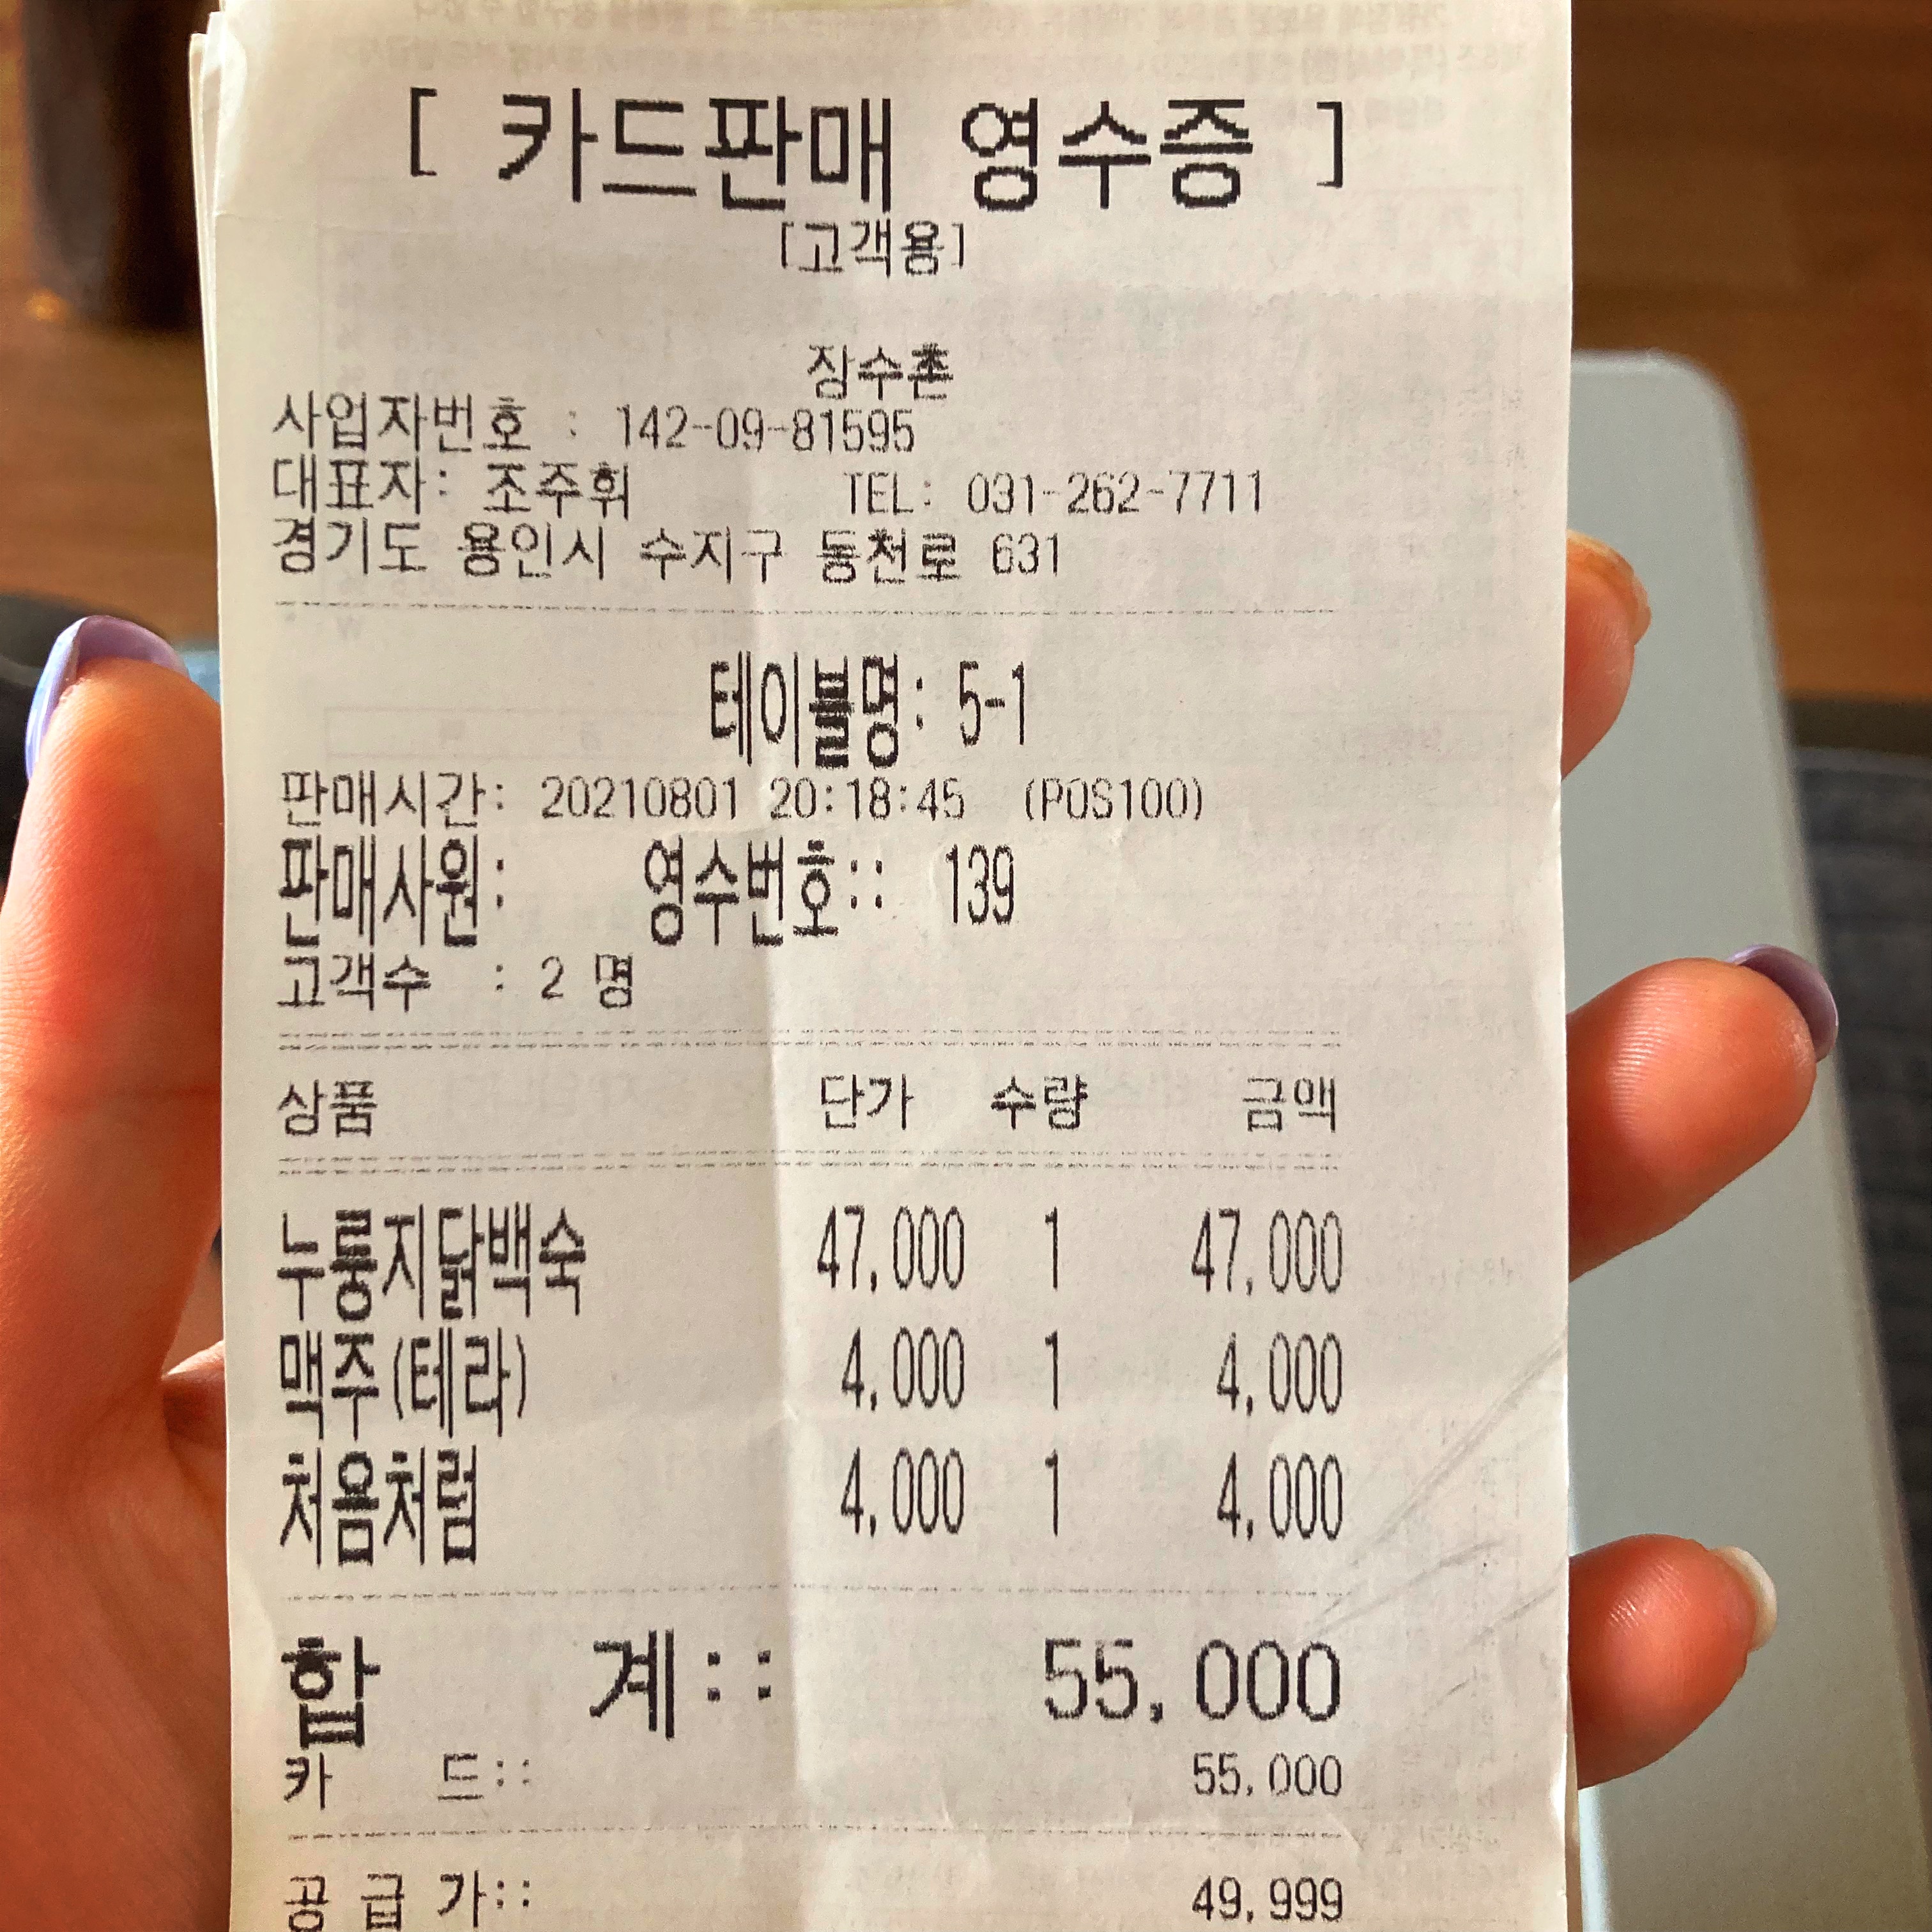 [ 카드판매 영수증 ]
[고객용]
장수촌
사업자번호 : 142-09-81595
대표자: 조주휘 TEL: 031-262-7711
경기도 용인시 수지구 동천로 631
테이블명: 5-1
판매시간: 20210801 20:18:45 (POS100)
판매사원: 영수번호:: 139
고객수 : 2 명
상품 단가 수량 금액
누룽지닭백숙 47,000 1 47,000
맥주(테라) 4,000 1 4,000
처음처럼 4,000 1 4,000
합 계:: 55,000
카 드:: 55,000
공 급 가:: 49,999